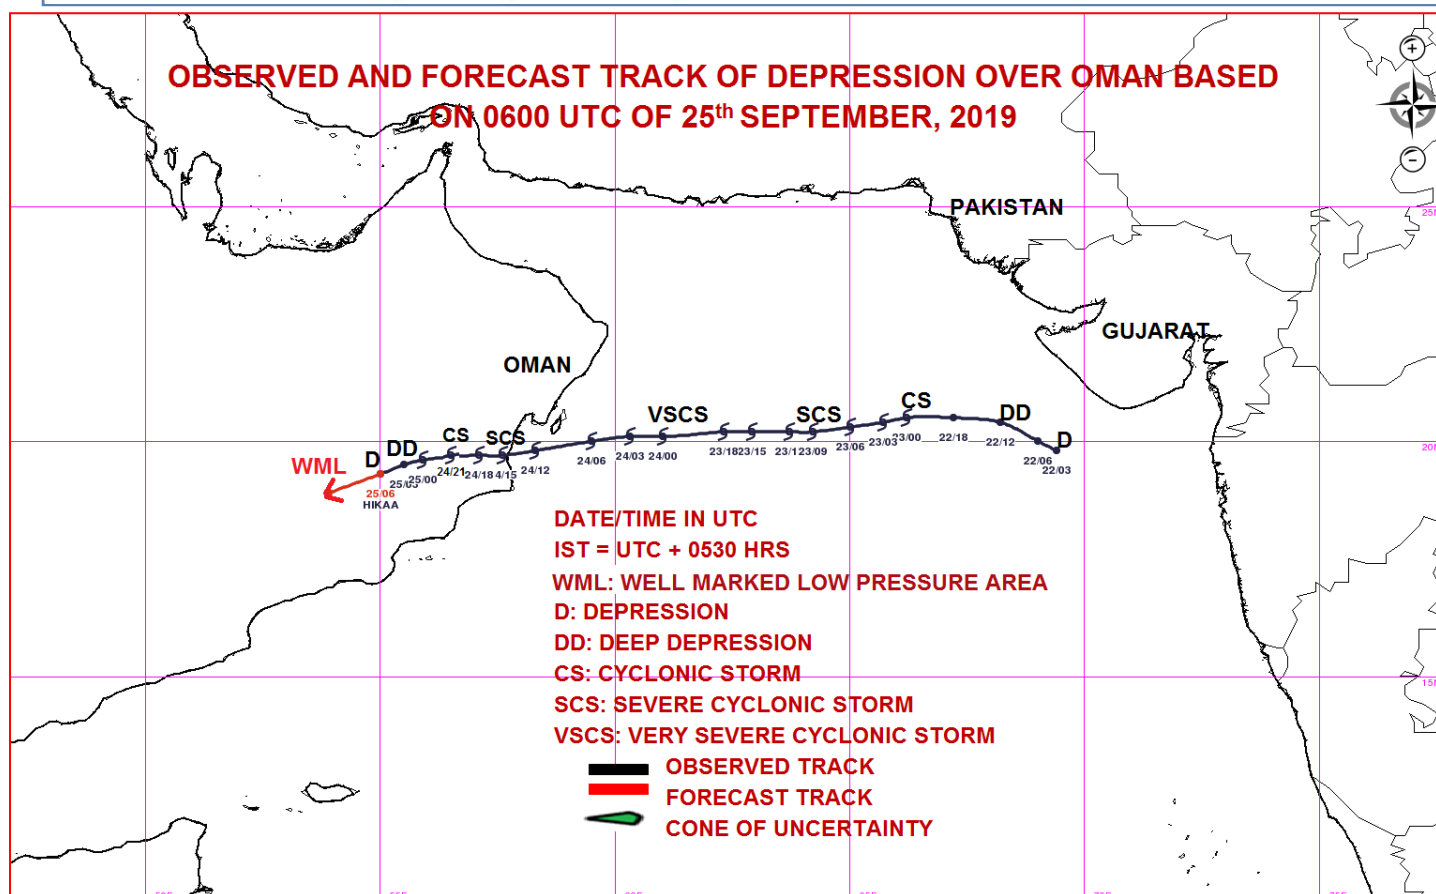 OBSERVED AND FORECAST TRACK OF DEPRESSION OVER OMAN BASED
ON 0600 UTC OF 25th SEPTEMBER, 2019
PAKISTAN
25N
GUJARAT
OMAN
VSCS
SCS
CS
DD
D
WML
D
DD
CS
SCS
20N
25/06
HIKAA
25/03
25/00
24/21
24/18
4/15
24/12
24/06
24/03
24/00
23/18
23/15
23/12
23/09
23/06
23/03
23/00
22/18
22/12
22/06
22/03
DATE/TIME IN UTC
IST = UTC + 0530 HRS
WML: WELL MARKED LOW PRESSURE AREA
D: DEPRESSION
DD: DEEP DEPRESSION
CS: CYCLONIC STORM
15N
SCS: SEVERE CYCLONIC STORM
VSCS: VERY SEVERE CYCLONIC STORM
OBSERVED TRACK
FORECAST TRACK
CONE OF UNCERTAINTY